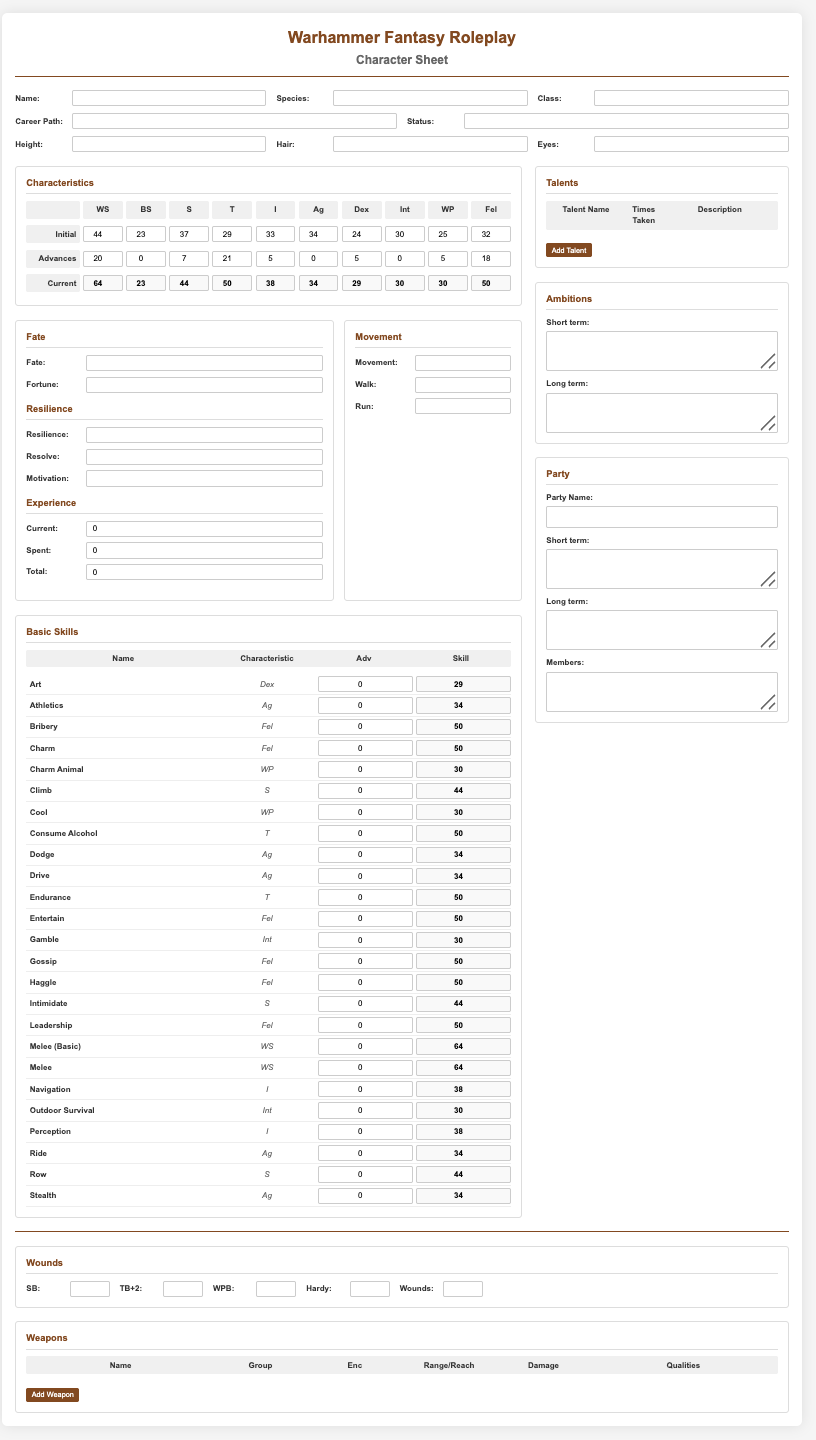 Warhammer Fantasy Roleplay
Character Sheet
Name: Species: Class:
Career Path: Status:
Height: Hair: Eyes:
Characteristics
WS BS S T I Ag Dex Int WP Fel
Initial 44 23 37 29 33 34 24 30 25 32
Advances 20 0 7 21 5 0 5 0 5 18
Current 64 23 44 50 38 34 29 30 30 50
Fate
Fate:
Fortune:
Resilience
Resilience:
Resolve:
Motivation:
Experience
Current: 0
Spent: 0
Total: 0
Movement
Movement:
Walk:
Run:
Basic Skills
Name Characteristic Adv Skill
Art Dex 0 29
Athletics Ag 0 34
Bribery Fel 0 50
Charm Fel 0 50
Charm Animal WP 0 30
Climb S 0 44
Cool WP 0 30
Consume Alcohol T 0 50
Dodge Ag 0 34
Drive Ag 0 34
Endurance T 0 50
Entertain Fel 0 50
Gamble Int 0 30
Gossip Fel 0 50
Haggle Fel 0 50
Intimidate S 0 44
Leadership Fel 0 50
Melee (Basic) WS 0 64
Melee WS 0 64
Navigation I 0 38
Outdoor Survival Int 0 30
Perception I 0 38
Ride Ag 0 34
Row S 0 44
Stealth Ag 0 34
Talents
Talent Name Times Taken Description
Add Talent
Ambitions
Short term:
Long term:
Party
Party Name:
Short term:
Long term:
Members:
Wounds
SB: TB+2: WPB: Hardy: Wounds:
Weapons
Name Group Enc Range/Reach Damage Qualities
Add Weapon